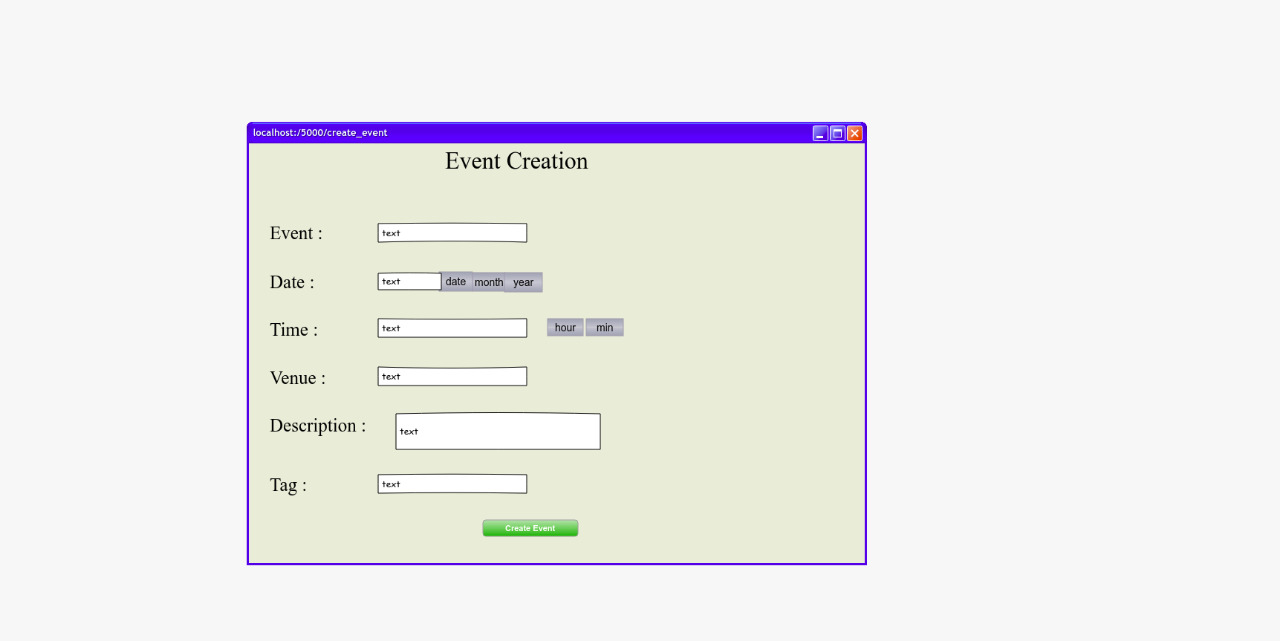 localhost:/5000/create_event
Event Creation
Event : text
Date : text date month year
Time : text hour min
Venue : text
Description : text
Tag : text
Create Event